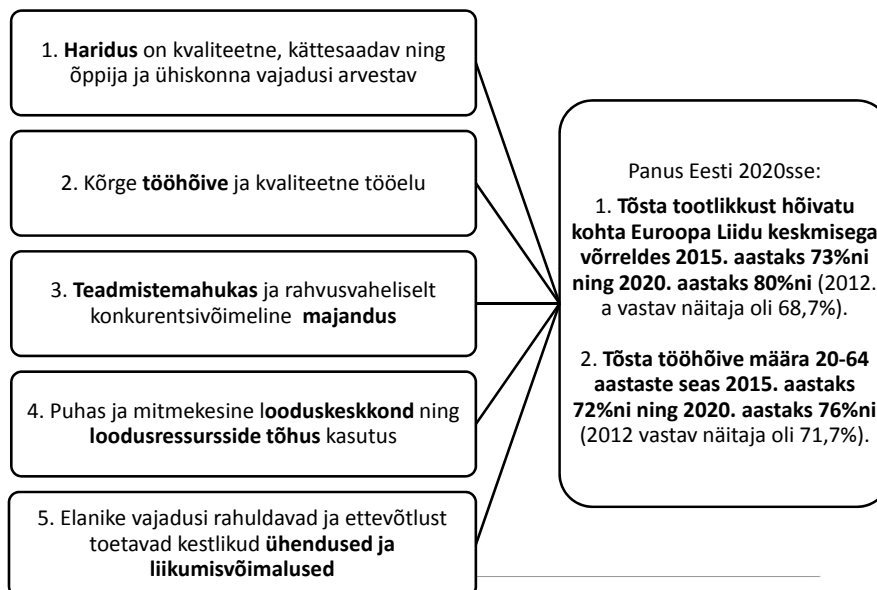 1. Haridus on kvaliteetne, kättesaadav ning
õppija ja ühiskonna vajadusi arvestav
2. Kõrge tööhõive ja kvaliteetne tööelu
3. Teadmistemahukas ja rahvusvaheliselt
konkurentsivõimeline majandus
4. Puhas ja mitmekesine looduskeskkond ning
loodusressursside tõhus kasutus
5. Elanike vajadusi rahuldavad ja ettevõtlust
toetavad kestlikud ühendused ja
liikumisvõimalused
Panus Eesti 2020sse:
1. Tõsta tootlikkust hõivatu
kohta Euroopa Liidu keskmisega
võrreldes 2015. aastaks 73%ni
ning 2020. aastaks 80%ni (2012.
a vastav näitaja oli 68,7%).
2. Tõsta tööhõive määra 20-64
aastaste seas 2015. aastaks
72%ni ning 2020. aastaks 76%ni
(2012 vastav näitaja oli 71,7%).